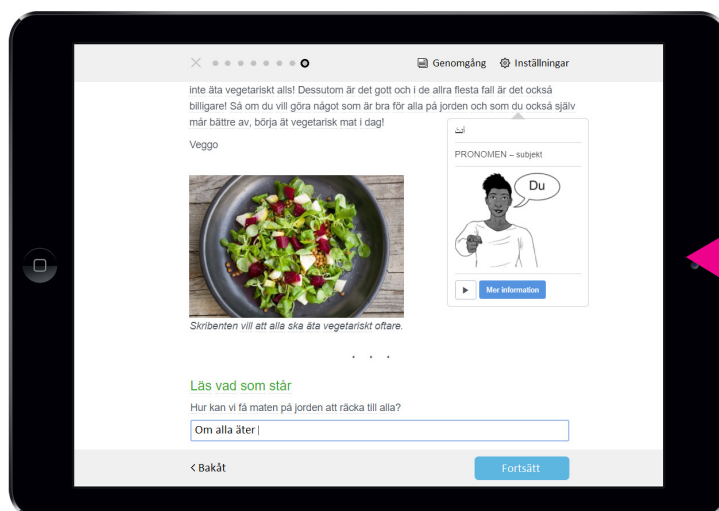 Genomgång Inställningar
inte äta vegetariskt alls! Dessutom är det gott och i de allra flesta fall är det också
billigare! Så om du vill göra något som är bra för alla på jorden och som du också själv
mår bättre av, börja ät vegetarisk mat i dag!
Veggo
أنت
PRONOMEN – subjekt
Du
Mer information
Skribenten vill att alla ska äta vegetariskt oftare.
. . .
Läs vad som står
Hur kan vi få maten på jorden att räcka till alla?
Om alla äter
< Bakåt Fortsätt